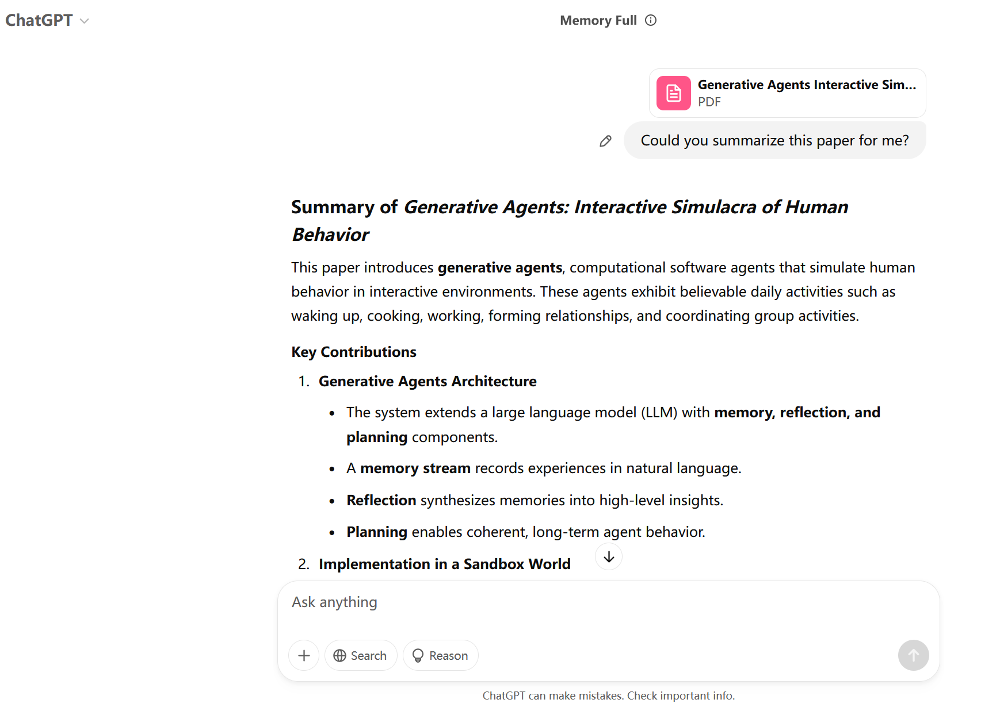 ChatGPT
Memory Full
Generative Agents Interactive Sim...
PDF
Could you summarize this paper for me?
Summary of Generative Agents: Interactive Simulacra of Human
Behavior
This paper introduces generative agents, computational software agents that simulate human
behavior in interactive environments. These agents exhibit believable daily activities such as
waking up, cooking, working, forming relationships, and coordinating group activities.
Key Contributions
1. Generative Agents Architecture
• The system extends a large language model (LLM) with memory, reflection, and
planning components.
• A memory stream records experiences in natural language.
• Reflection synthesizes memories into high-level insights.
• Planning enables coherent, long-term agent behavior.
2. Implementation in a Sandbox World
Ask anything
Search
Reason
ChatGPT can make mistakes. Check important info.